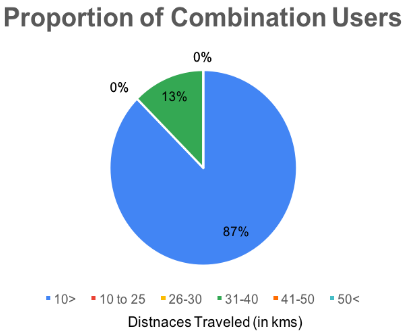 Proportion of Combination Users
0%
0%
13%
87%
10> 10 to 25 26-30 31-40 41-50 50<
Distnaces Traveled (in kms)